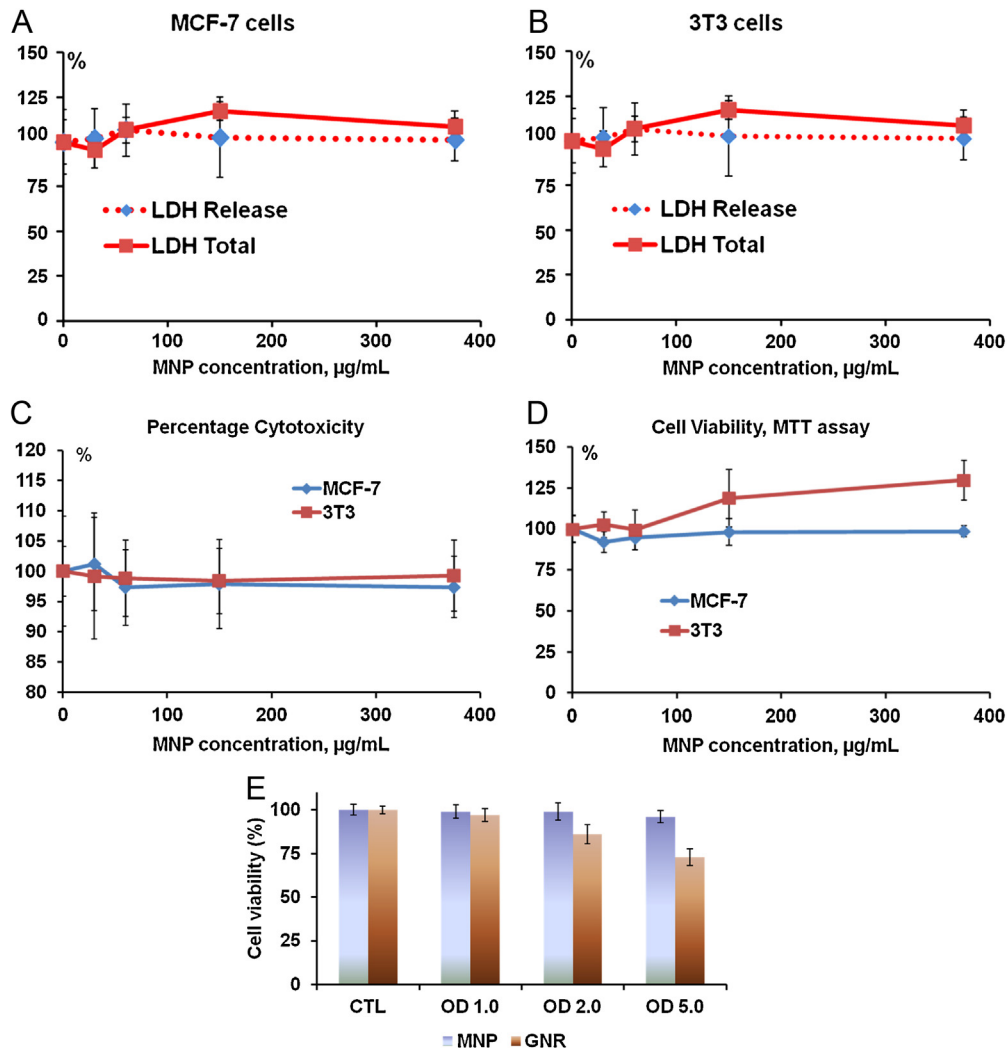 A
MCF-7 cells
150
%
125
100
75
50
25
0
LDH Release
LDH Total
0 100 200 300 400
MNP concentration, µg/mL
B
3T3 cells
150
%
125
100
75
50
25
0
LDH Release
LDH Total
0 100 200 300 400
MNP concentration, µg/mL
C
Percentage Cytotoxicity
120
%
115
110
105
100
95
90
85
80
MCF-7
3T3
0 100 200 300 400
MNP concentration, µg/mL
D
Cell Viability, MTT assay
150
%
125
100
75
50
25
0
MCF-7
3T3
0 100 200 300 400
MNP concentration, µg/mL
E
Cell viability (%)
100
75
50
25
0
CTL OD 1.0 OD 2.0 OD 5.0
MNP GNR